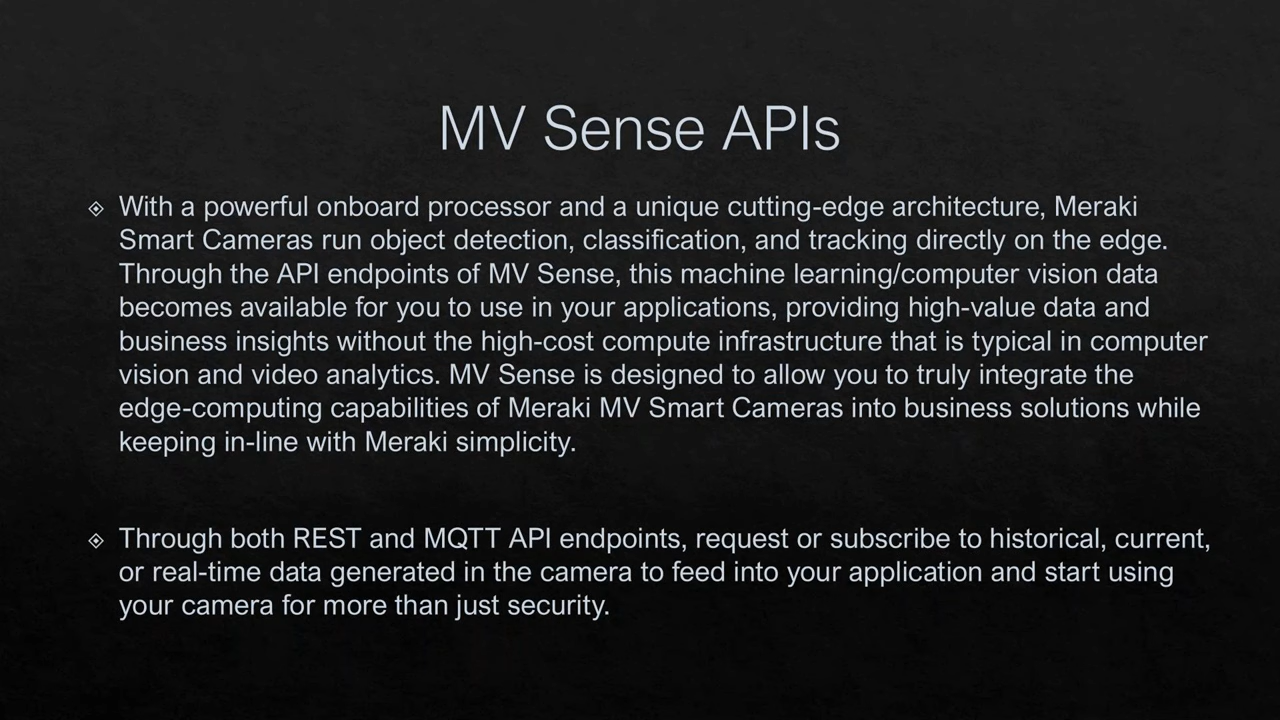 MV Sense APIs
With a powerful onboard processor and a unique cutting-edge architecture, Meraki
Smart Cameras run object detection, classification, and tracking directly on the edge.
Through the API endpoints of MV Sense, this machine learning/computer vision data
becomes available for you to use in your applications, providing high-value data and
business insights without the high-cost compute infrastructure that is typical in computer
vision and video analytics. MV Sense is designed to allow you to truly integrate the
edge-computing capabilities of Meraki MV Smart Cameras into business solutions while
keeping in-line with Meraki simplicity.
Through both REST and MQTT API endpoints, request or subscribe to historical, current,
or real-time data generated in the camera to feed into your application and start using
your camera for more than just security.